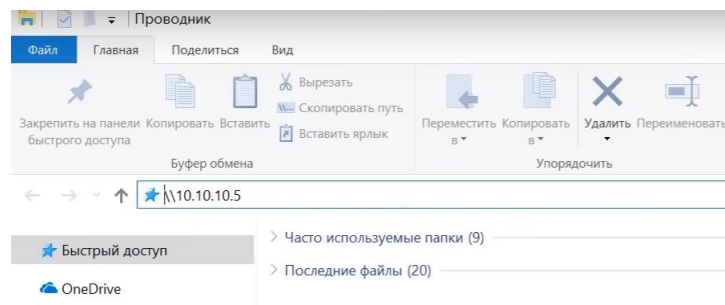 Проводник
Файл Главная Поделиться Вид
Закрепить на панели быстрого доступа
Копировать
Вставить
Вырезать
Скопировать путь
Вставить ярлык
Переместить в
Копировать в
Удалить
Переименовать
Буфер обмена
Упорядочить
\\10.10.10.5
Быстрый доступ
OneDrive
Часто используемые папки (9)
Последние файлы (20)